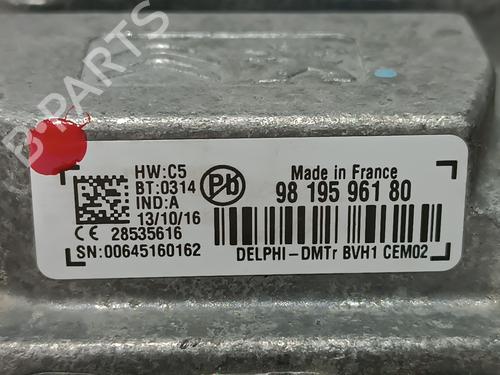 B PARTS
HW:C5
BT:0314
IND:A
13/10/16
CE 28535616
SN:00645160162
Pb
Made in France
98 195 961 80
DELPHI-DMTr BVH1 CEM02